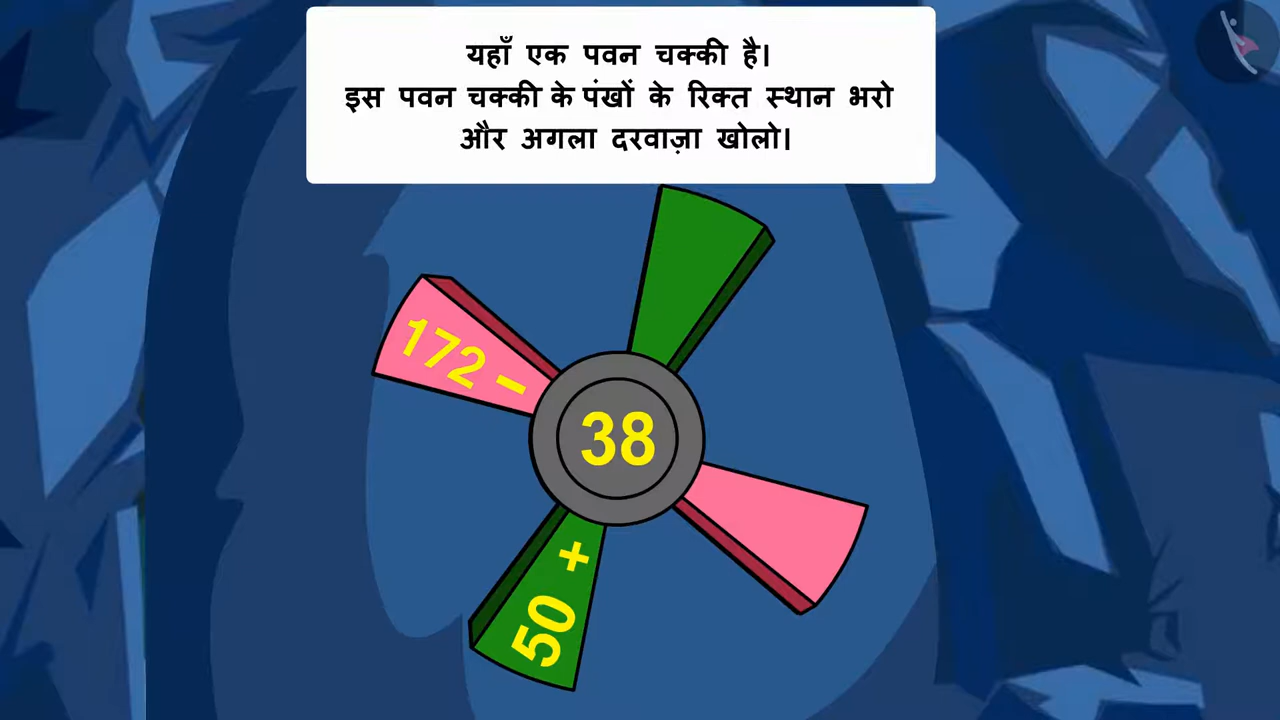 यहाँ एक पवन चक्की है।
इस पवन चक्की के पंखों के रिक्त स्थान भरो
और अगला दरवाज़ा खोलो।
172 −
38
50 +